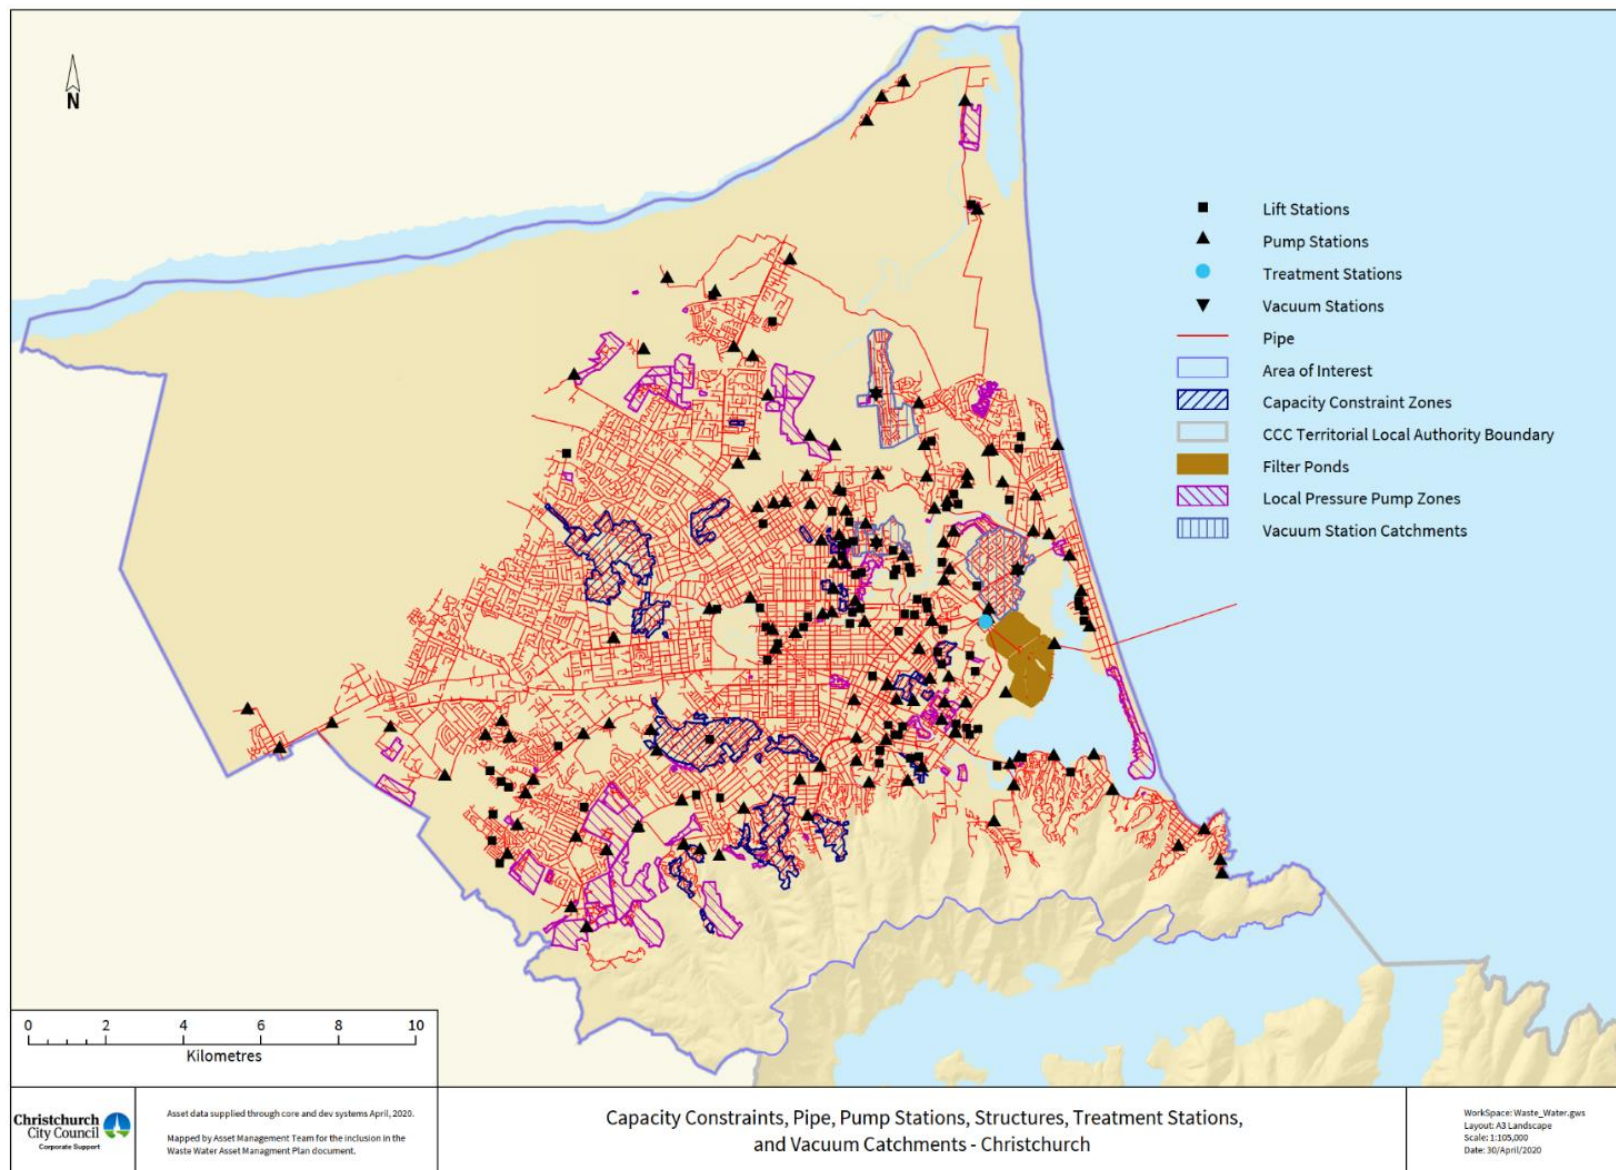 N
Lift Stations
Pump Stations
Treatment Stations
Vacuum Stations
Pipe
Area of Interest
Capacity Constraint Zones
CCC Territorial Local Authority Boundary
Filter Ponds
Local Pressure Pump Zones
Vacuum Station Catchments
0 2 4 6 8 10
Kilometres
Christchurch
City Council
Corporate Support
Asset data supplied through core and dev systems April, 2020.
Mapped by Asset Management Team for the inclusion in the
Waste Water Asset Managment Plan document.
Capacity Constraints, Pipe, Pump Stations, Structures, Treatment Stations,
and Vacuum Catchments - Christchurch
WorkSpace: Waste_Water.gws
Layout: A3 Landscape
Scale: 1:105,000
Date: 30/April/2020